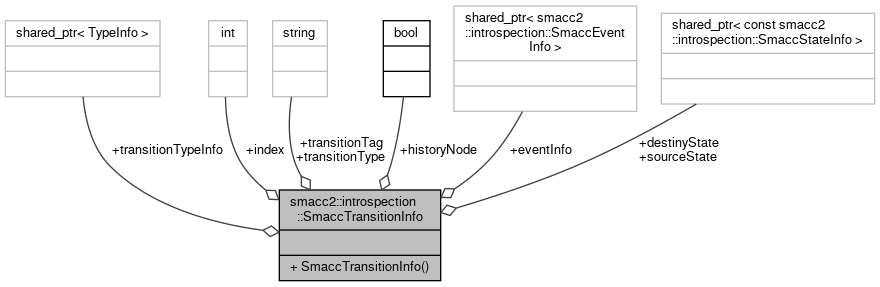 shared_ptr< TypeInfo >
int
string
bool
shared_ptr< smacc2
::introspection::SmaccEvent
Info >
shared_ptr< const smacc2
::introspection::SmaccStateInfo >
+transitionTypeInfo
+index
+transitionTag
+transitionType
+historyNode
+eventInfo
+destinyState
+sourceState
smacc2::introspection
::SmaccTransitionInfo
+ SmaccTransitionInfo()